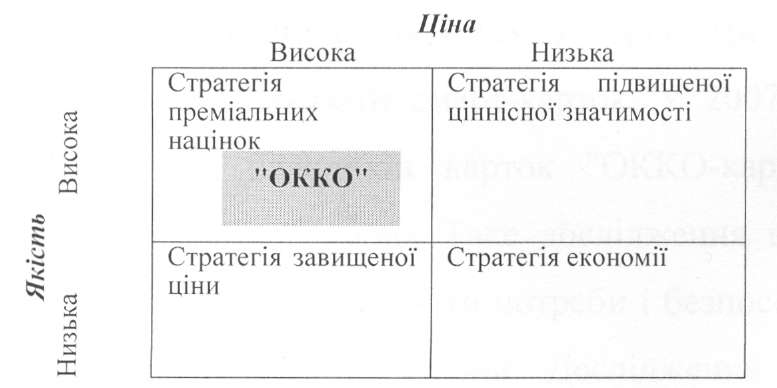 Ціна
Висока Низька
Якість
Висока
Стратегія
преміальних
націнок
"ОККО"
Стратегія підвищеної
ціннісної значимості
Низька
Стратегія завищеної
ціни
Стратегія економії